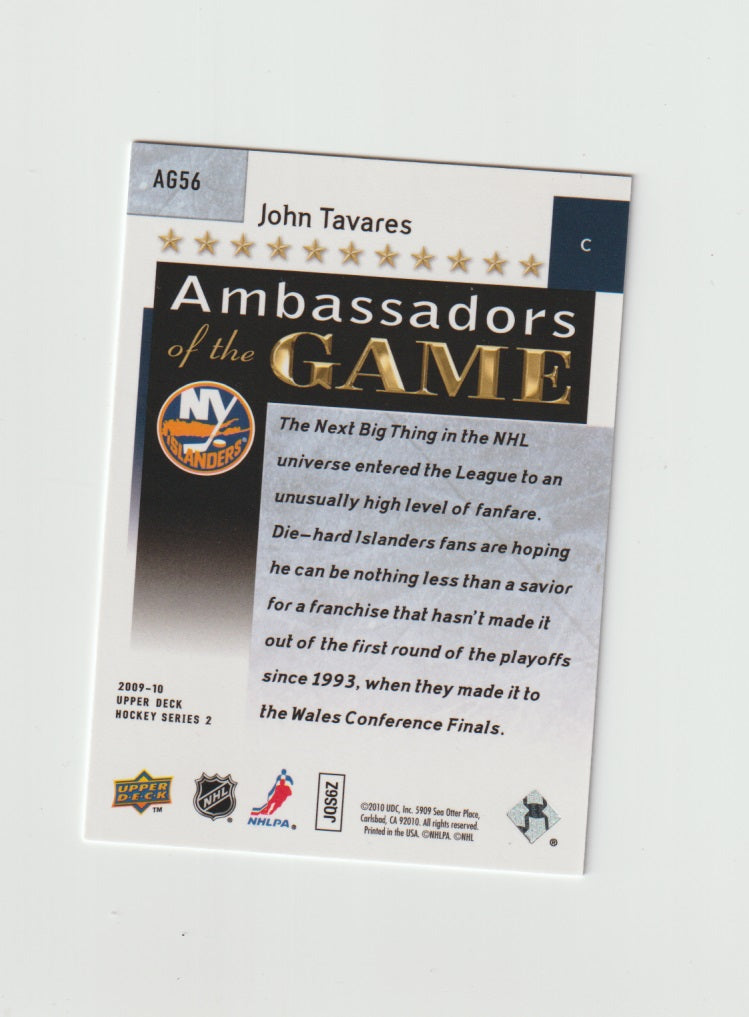 AG56
John Tavares
C
Ambassadors
of the GAME
NY
ISLANDERS
The Next Big Thing in the NHL
universe entered the League to an
unusually high level of fanfare.
Die-hard Islanders fans are hoping
he can be nothing less than a savior
for a franchise that hasn't made it
out of the first round of the playoffs
since 1993, when they made it to
the Wales Conference Finals.
2009-10
UPPER DECK
HOCKEY SERIES 2
UPPER
D·E·C·K
TM
NHL
®
NHLPA®
JQS6Z
©2010 UDC, Inc. 5909 Sea Otter Place,
Carlsbad, CA 92010. All rights reserved.
Printed in the USA. ©NHLPA. ©NHL
®